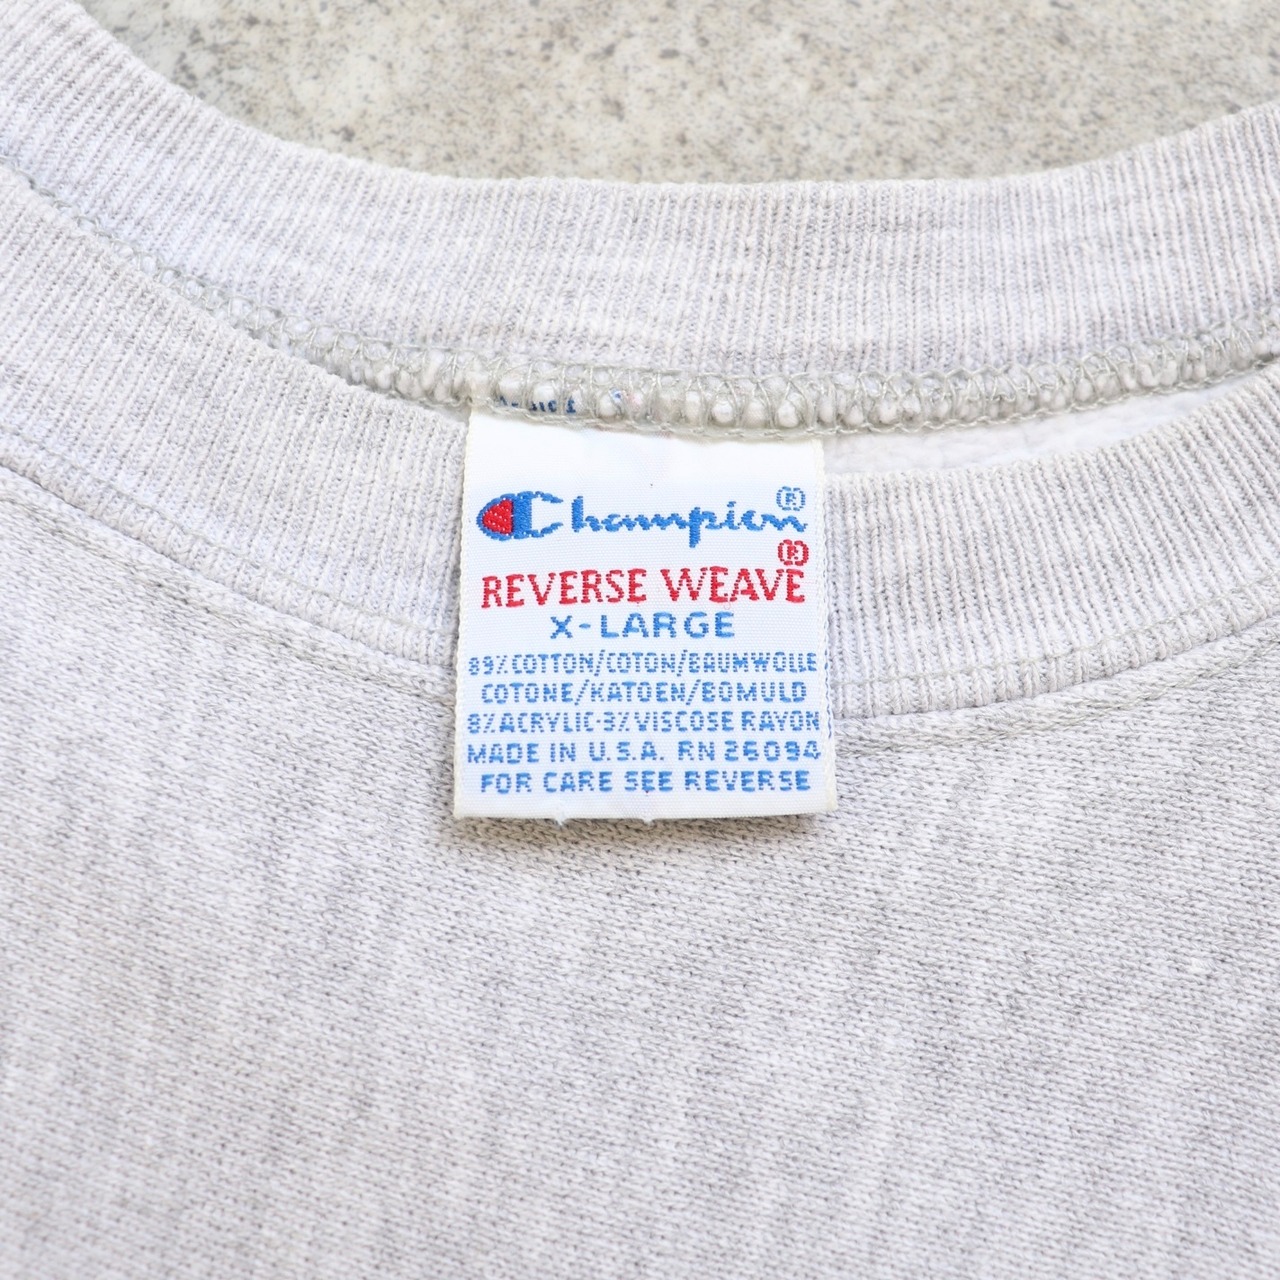 Champion®
REVERSE WEAVE®
X-LARGE
89% COTTON/COTON/BAUMWOLLE
COTONE/KATOEN/BOMULD
8% ACRYLIC-3% VISCOSE RAYON
MADE IN U.S.A. RN 26094
FOR CARE SEE REVERSE